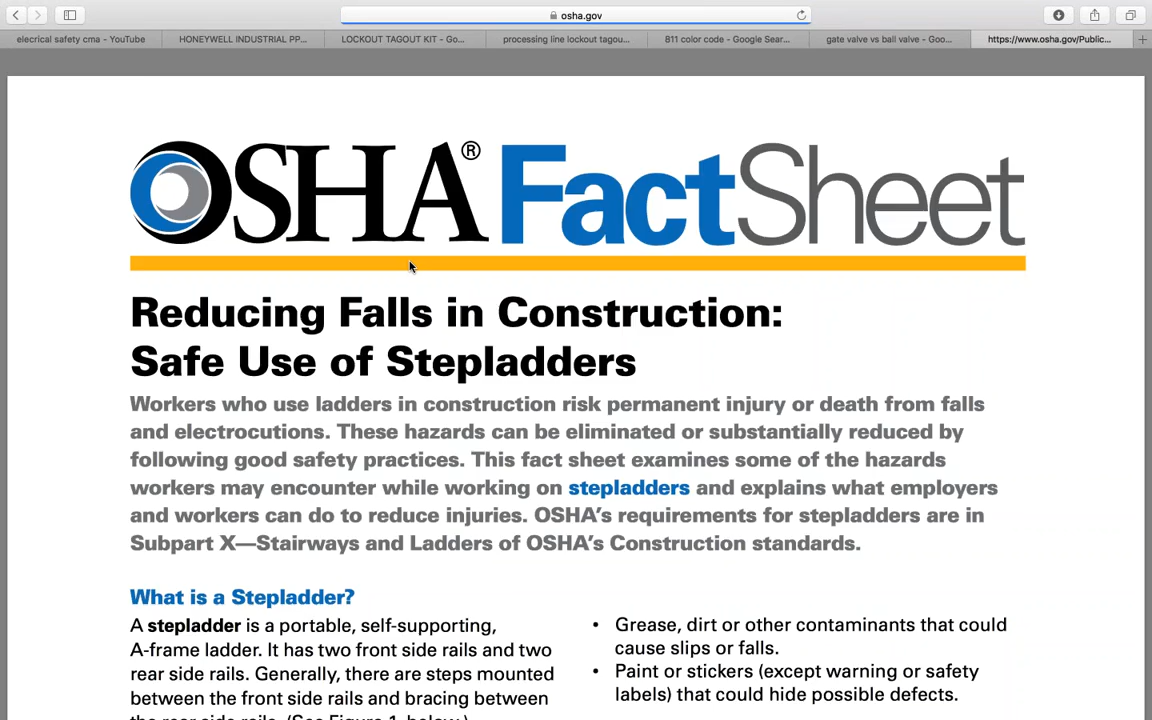 osha.gov
elecrical safety cma - YouTube
HONEYWELL INDUSTRIAL PP...
LOCKOUT TAGOUT KIT - Go...
processing line lockout tagou...
811 color code - Google Sear...
gate valve vs ball valve - Goo...
https://www.osha.gov/Public...
OSHA® FactSheet
Reducing Falls in Construction:
Safe Use of Stepladders
Workers who use ladders in construction risk permanent injury or death from falls
and electrocutions. These hazards can be eliminated or substantially reduced by
following good safety practices. This fact sheet examines some of the hazards
workers may encounter while working on stepladders and explains what employers
and workers can do to reduce injuries. OSHA's requirements for stepladders are in
Subpart X—Stairways and Ladders of OSHA's Construction standards.
What is a Stepladder?
A stepladder is a portable, self-supporting,
A-frame ladder. It has two front side rails and two
rear side rails. Generally, there are steps mounted
between the front side rails and bracing between
the rear side rails. (See Figure 1, below.)
• Grease, dirt or other contaminants that could
cause slips or falls.
• Paint or stickers (except warning or safety
labels) that could hide possible defects.